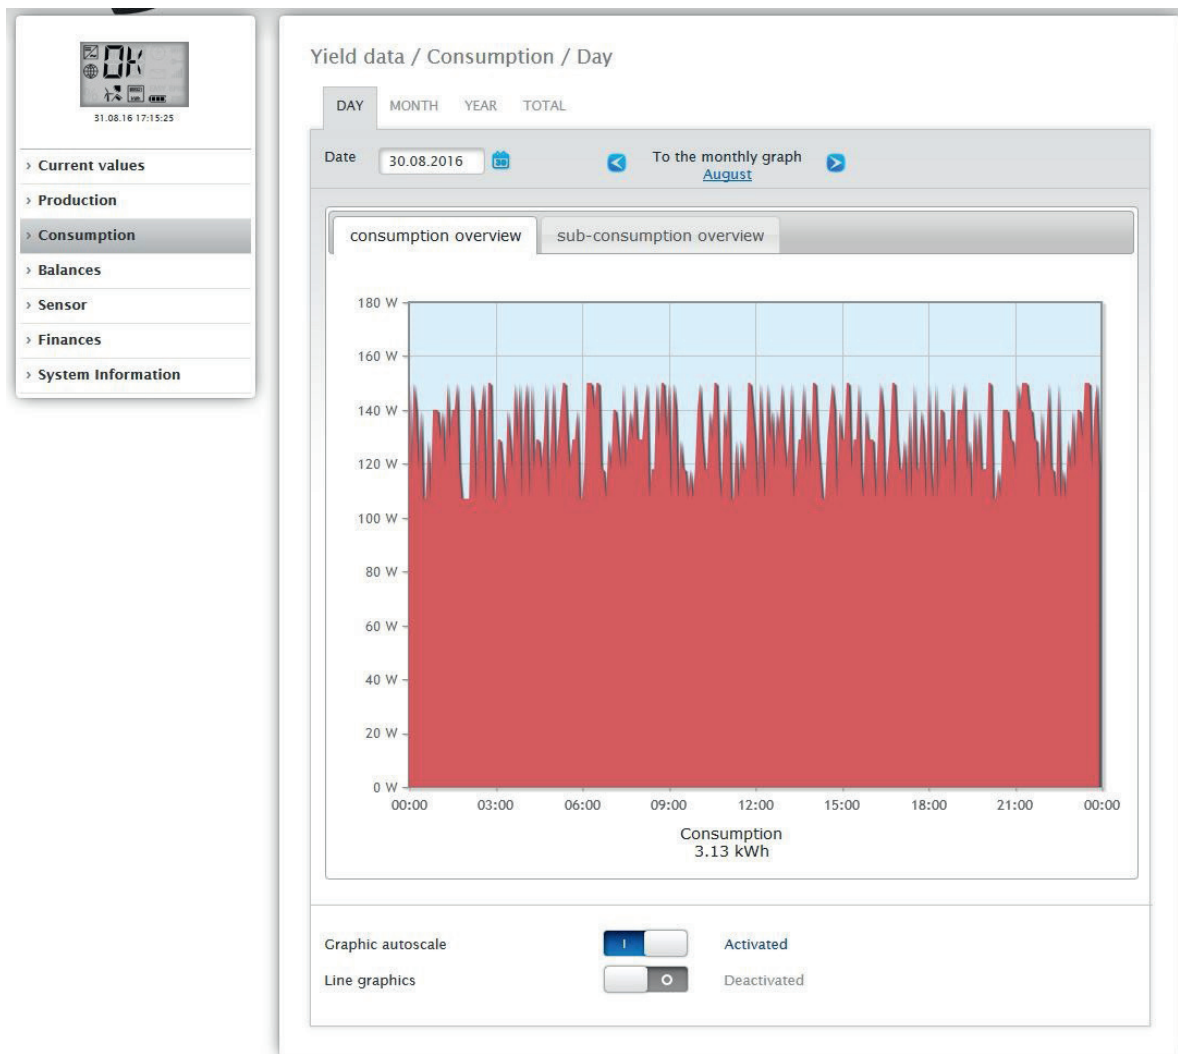 OK
31.08.16 17:15:25
› Current values
› Production
› Consumption
› Balances
› Sensor
› Finances
› System Information
Yield data / Consumption / Day
DAY MONTH YEAR TOTAL
Date 30.08.2016 To the monthly graph
August
consumption overview sub-consumption overview
180 W
160 W
140 W
120 W
100 W
80 W
60 W
40 W
20 W
0 W
00:00 03:00 06:00 09:00 12:00 15:00 18:00 21:00 00:00
Consumption
3.13 kWh
Graphic autoscale I Activated
Line graphics O Deactivated